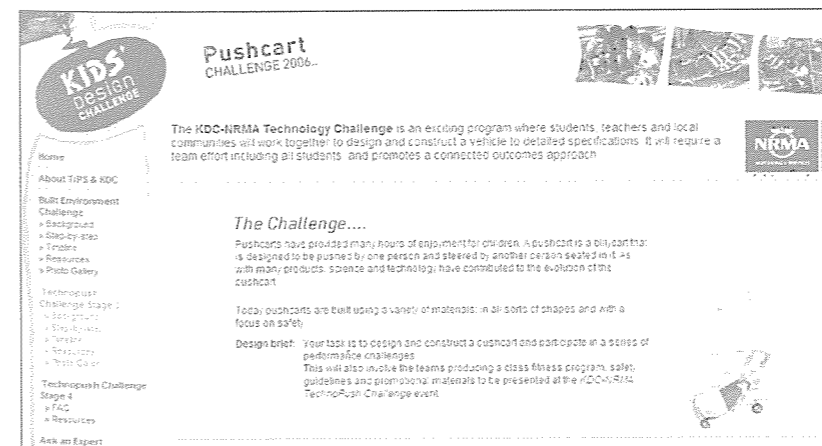 KIDS'
Design
CHALLENGE
Pushcart
CHALLENGE 2006..
The KDC-NRMA Technology Challenge is an exciting program where students, teachers and local
communities will work together to design and construct a vehicle to detailed specifications. It will require a
team effort including all students, and promotes a connected outcomes approach.
NRMA
Home
About TiPS & KDC
Built Environment
Challenge
» Background
» Step-by-step
» Timeline
» Resources
» Photo Gallery
Technopush
Challenge Stage
» Background
» Step-by-step
» Timeline
» Resources
» Photo Gallery
Technopush Challenge
Stage 4
» FAQ
» Resources
Ask an Expert
The Challenge....
Pushcarts have provided many hours of enjoyment for children. A pushcart is a billycart that
is designed to be pushed by one person and steered by another person seated in it. As
with many products, science and technology have contributed to the evolution of the
pushcart.
Today pushcarts are built using a variety of materials, in all sorts of shapes and with a
focus on safety.
Design brief: Your task is to design and construct a pushcart and participate in a series of
performance challenges.
This will also involve the teams producing a class fitness program, safety
guidelines and promotional materials to be presented at the KDC-NRMA
TechnoPush Challenge event.